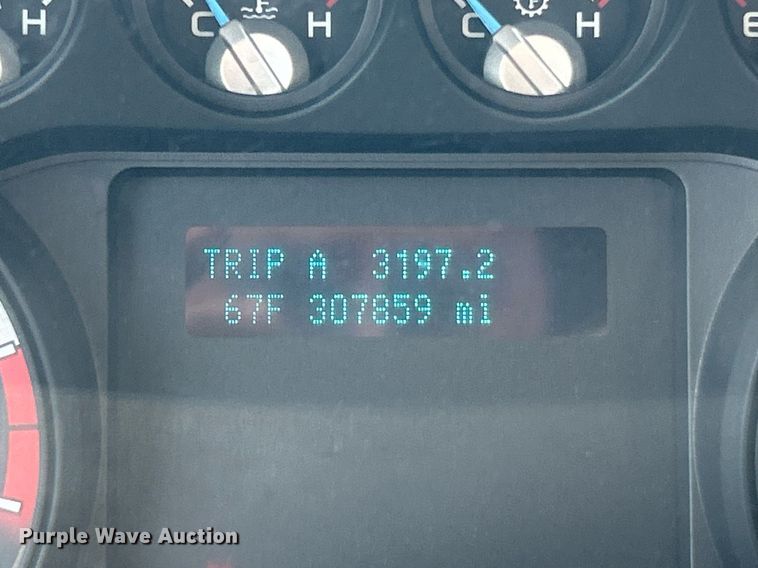 H C F H C F H E
TRIP A 3197.2
67F 307859 mi
Purple Wave Auction